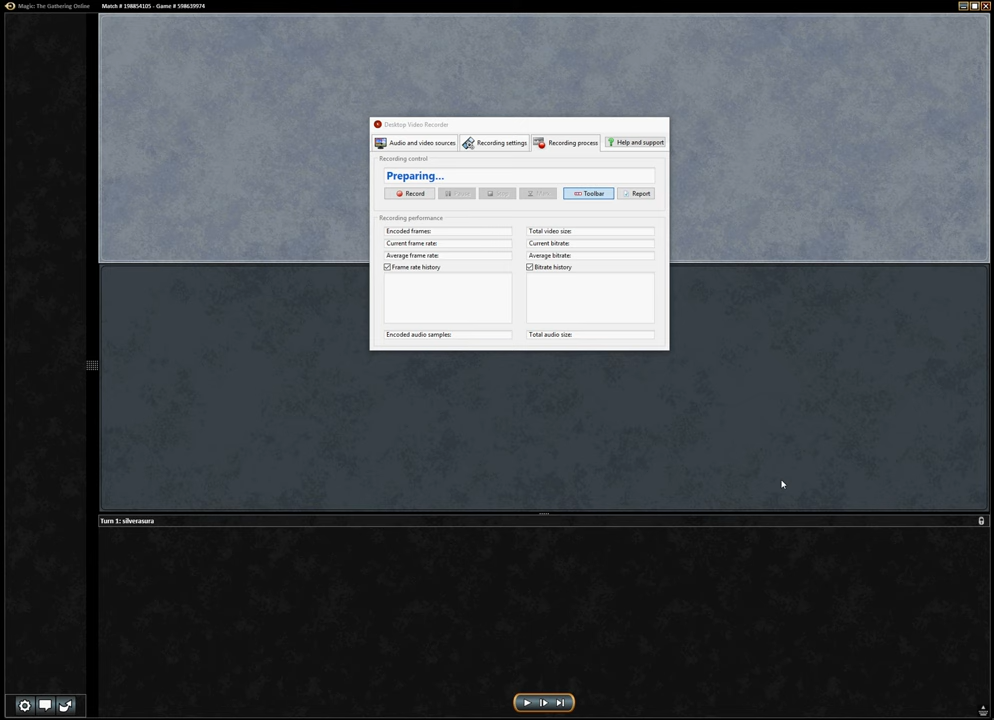 Magic: The Gathering Online
Match # 198854105 - Game # 598639974
Desktop Video Recorder
Audio and video sources
Recording settings
Recording process
Help and support
Recording control
Preparing...
Record
Toolbar
Report
Recording performance
Encoded frames:
Total video size:
Current frame rate:
Current bitrate:
Average frame rate:
Average bitrate:
Frame rate history
Bitrate history
Encoded audio samples:
Total audio size:
Turn 1: silverasura